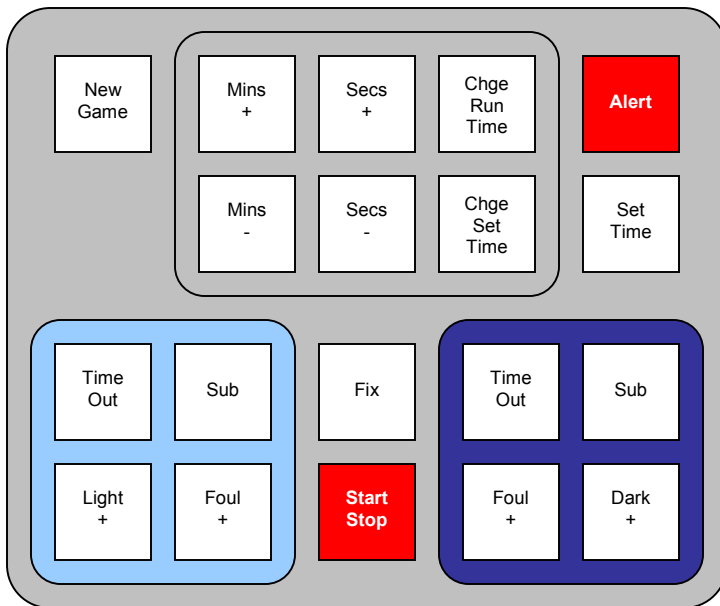 New
Game
Mins
+
Secs
+
Chge
Run
Time
Alert
Mins
-
Secs
-
Chge
Set
Time
Set
Time
Time
Out
Sub
Fix
Time
Out
Sub
Light
+
Foul
+
Start
Stop
Foul
+
Dark
+